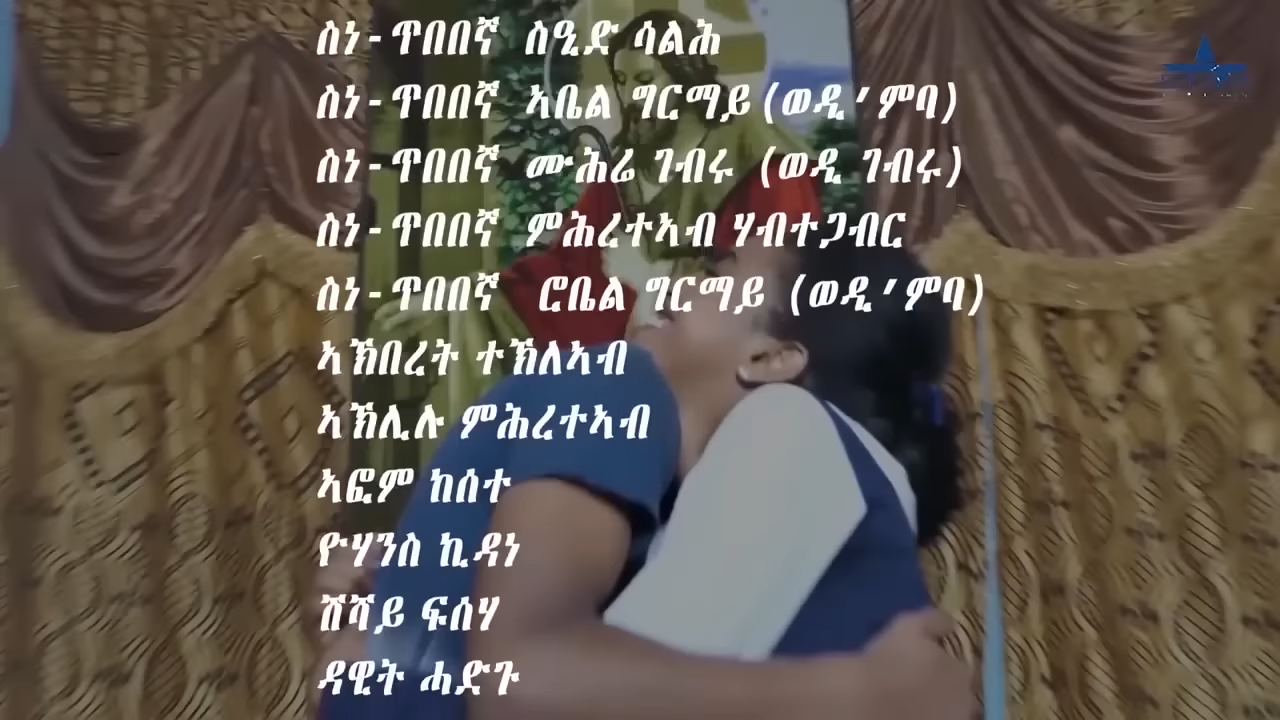 ስነ-ጥበበኛ ስዒድ ሳልሕ
ስነ-ጥበበኛ ኣቤል ግርማይ (ወዲ'ምባ)
ስነ-ጥበበኛ ሙሕሬ ገብሩ (ወዲ ገብሩ)
ስነ-ጥበበኛ ምሕረተኣብ ሃብተጋብር
ስነ-ጥበበኛ ሮቤል ግርማይ (ወዲ'ምባ)
ኣኽበረት ተኽለኣብ
ኣኽሊሉ ምሕረተኣብ
ኣፎም ከሰተ
ዮሃንስ ኪዳነ
ሽሻይ ፍሰሃ
ዳዊት ሓድጉ